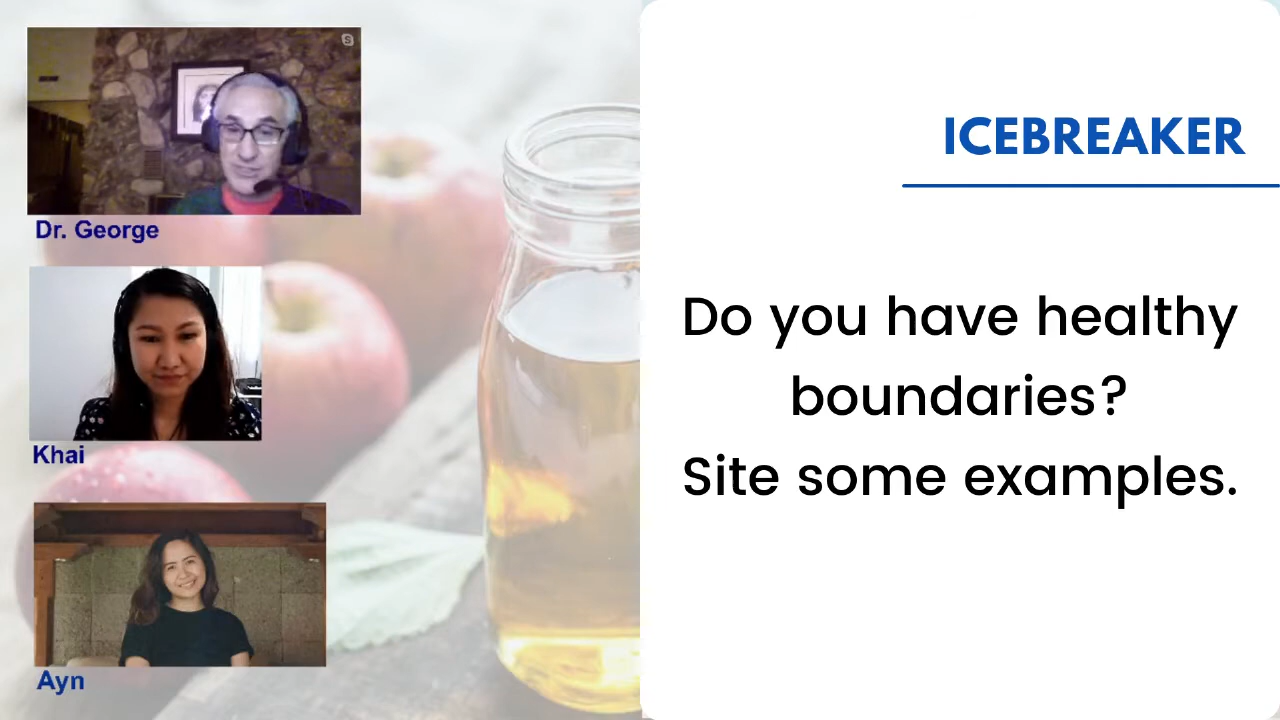 Dr. George
Khai
Ayn
ICEBREAKER
Do you have healthy
boundaries?
Site some examples.